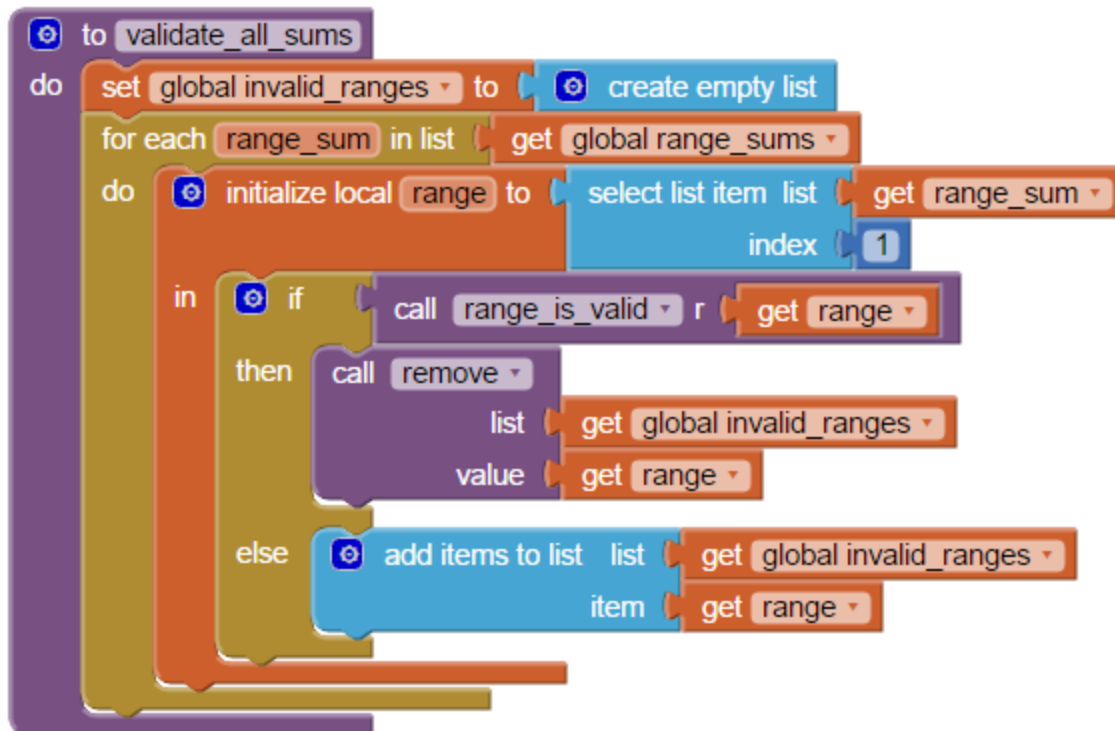 to validate_all_sums
do set global invalid_ranges to create empty list
for each range_sum in list get global range_sums
do initialize local range to select list item list get range_sum
index 1
in if call range_is_valid r get range
then call remove
list get global invalid_ranges
value get range
else add items to list list get global invalid_ranges
item get range